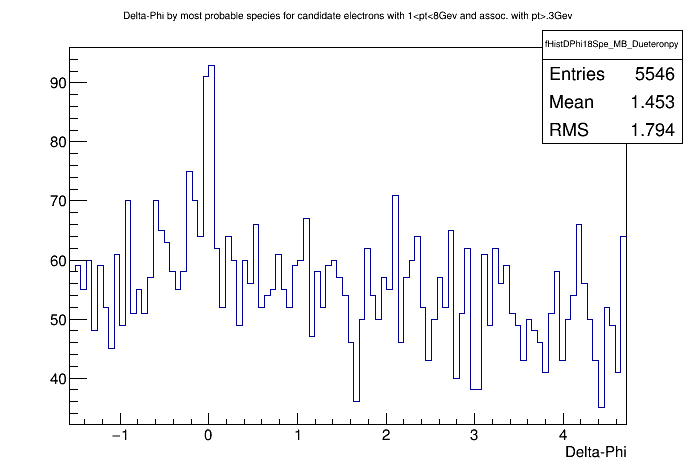 Delta-Phi by most probable species for candidate electrons with 1<pt<8Gev and assoc. with pt>.3Gev
fHistDPhi18Spe_MB_Dueteronpy
Entries 5546
Mean 1.453
RMS 1.794
90
80
70
60
50
40
−1 0 1 2 3 4
Delta-Phi